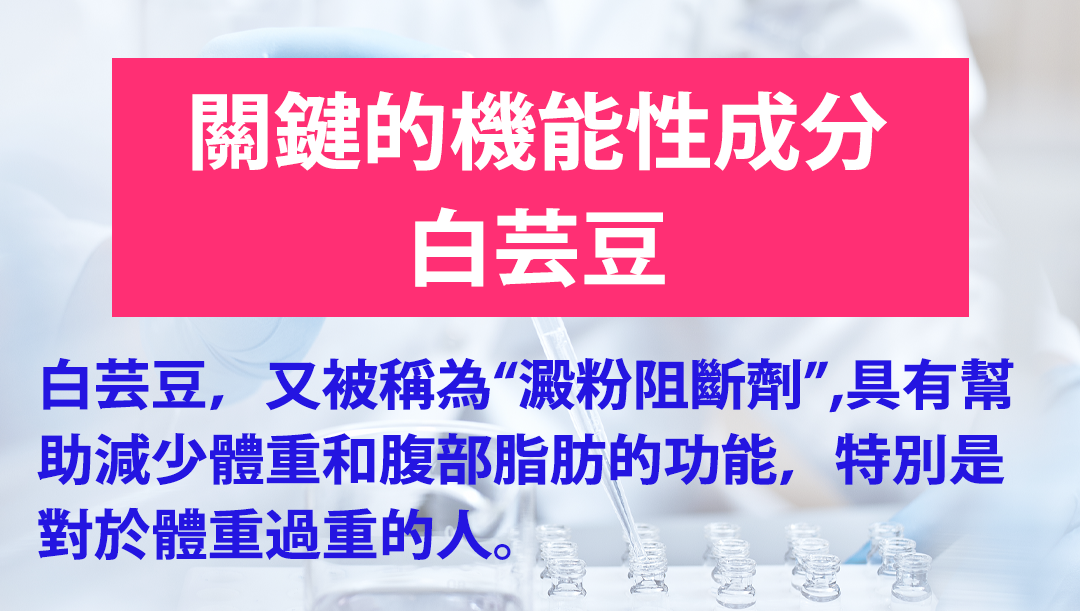 關鍵的機能性成分
白芸豆
白芸豆，又被稱為“澱粉阻斷劑”,具有幫
助減少體重和腹部脂肪的功能，特別是
對於體重過重的人。